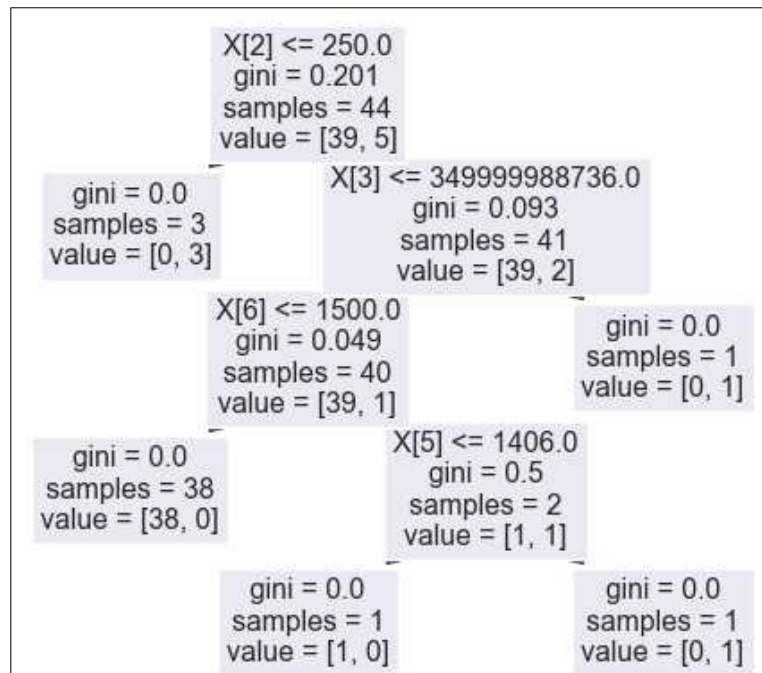 X[2] <= 250.0
gini = 0.201
samples = 44
value = [39, 5]
gini = 0.0
samples = 3
value = [0, 3]
X[3] <= 349999988736.0
gini = 0.093
samples = 41
value = [39, 2]
X[6] <= 1500.0
gini = 0.049
samples = 40
value = [39, 1]
gini = 0.0
samples = 1
value = [0, 1]
gini = 0.0
samples = 38
value = [38, 0]
X[5] <= 1406.0
gini = 0.5
samples = 2
value = [1, 1]
gini = 0.0
samples = 1
value = [1, 0]
gini = 0.0
samples = 1
value = [0, 1]